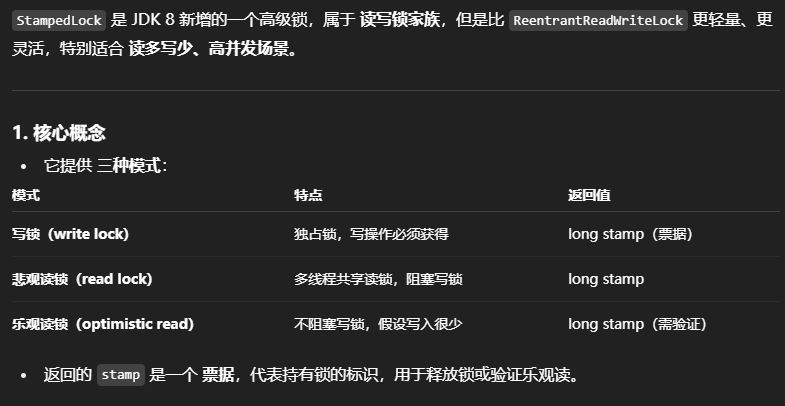 StampedLock 是 JDK 8 新增的一个高级锁，属于 读写锁家族，但是比 ReentrantReadWriteLock 更轻量、更
灵活，特别适合 读多写少、高并发场景。
1. 核心概念
• 它提供 三种模式：
模式 特点 返回值
写锁（write lock） 独占锁，写操作必须获得 long stamp（票据）
悲观读锁（read lock） 多线程共享读锁，阻塞写锁 long stamp
乐观读锁（optimistic read） 不阻塞写锁，假设写入很少 long stamp（需验证）
• 返回的 stamp 是一个 票据，代表持有锁的标识，用于释放锁或验证乐观读。